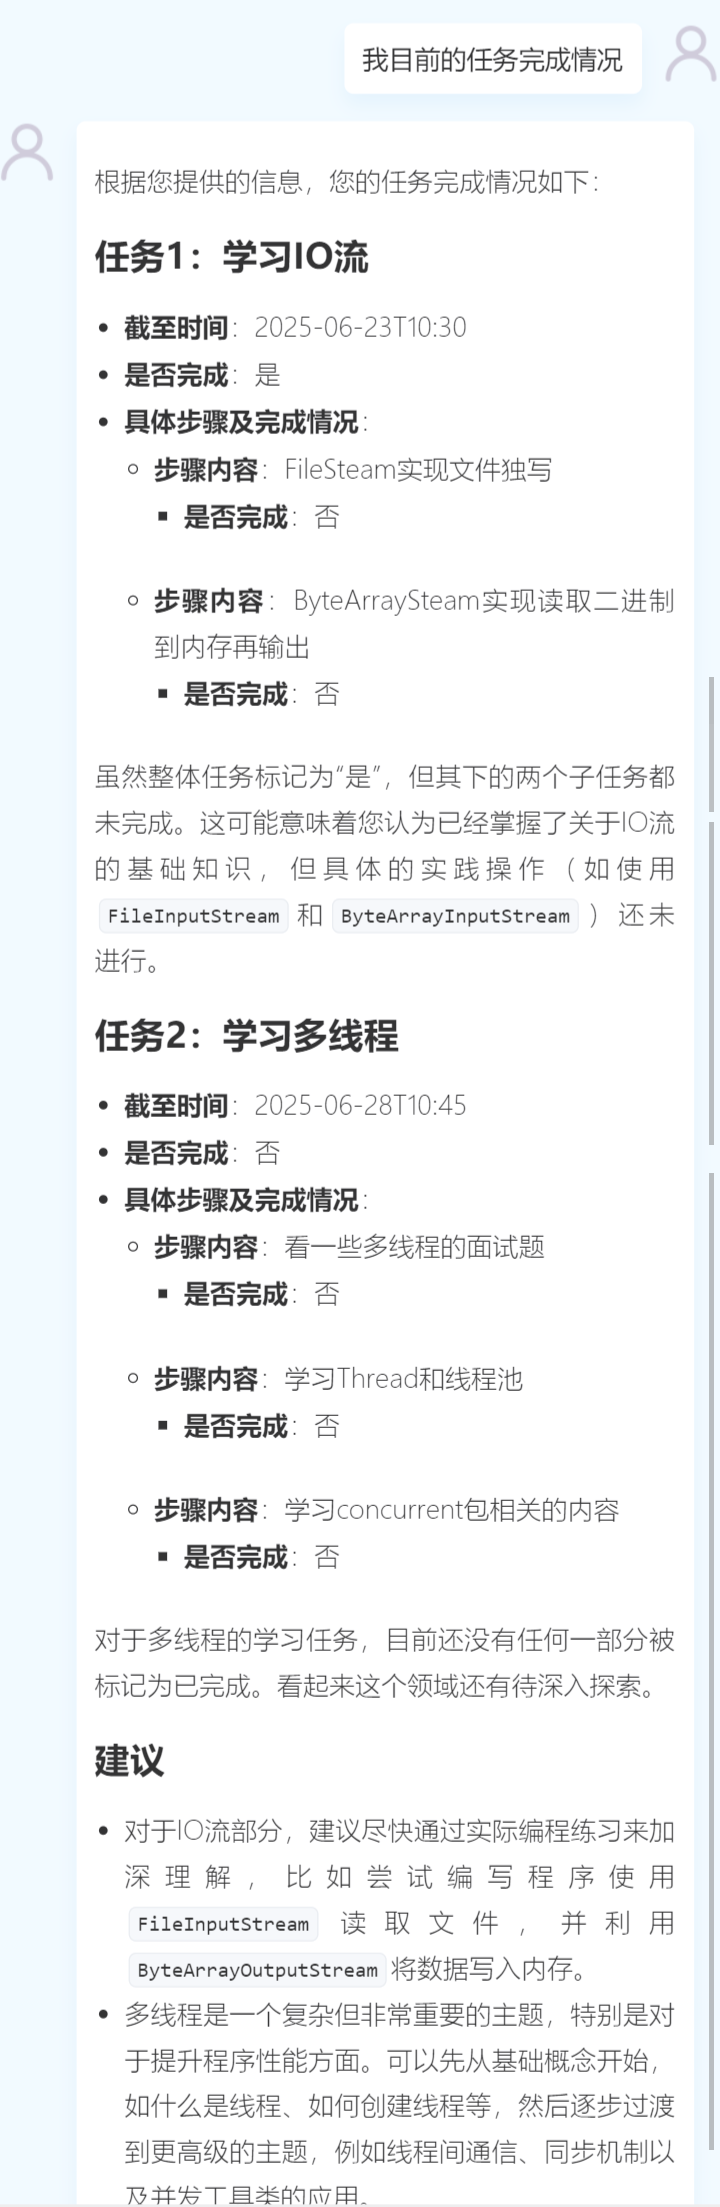 我目前的任务完成情况
根据您提供的信息，您的任务完成情况如下：
任务1：学习IO流
截至时间：2025-06-23T10:30
是否完成：是
具体步骤及完成情况：
步骤内容：FileSteam实现文件独写
是否完成：否
步骤内容：ByteArraySteam实现读取二进制
到内存再输出
是否完成：否
虽然整体任务标记为“是”，但其下的两个子任务都
未完成。这可能意味着您认为已经掌握了关于IO流
的基础知识，但具体的实践操作（如使用
FileInputStream 和 ByteArrayInputStream ）还未
进行。
任务2：学习多线程
截至时间：2025-06-28T10:45
是否完成：否
具体步骤及完成情况：
步骤内容：看一些多线程的面试题
是否完成：否
步骤内容：学习Thread和线程池
是否完成：否
步骤内容：学习concurrent包相关的内容
是否完成：否
对于多线程的学习任务，目前还没有任何一部分被
标记为已完成。看起来这个领域还有待深入探索。
建议
对于IO流部分，建议尽快通过实际编程练习来加
深理解，比如尝试编写程序使用
FileInputStream 读取文件，并利用
ByteArrayOutputStream 将数据写入内存。
多线程是一个复杂但非常重要的主题，特别是对
于提升程序性能方面。可以先从基础概念开始，
如什么是线程、如何创建线程等，然后逐步过渡
到更高级的主题，例如线程间通信、同步机制以
及并发工具类的应用。